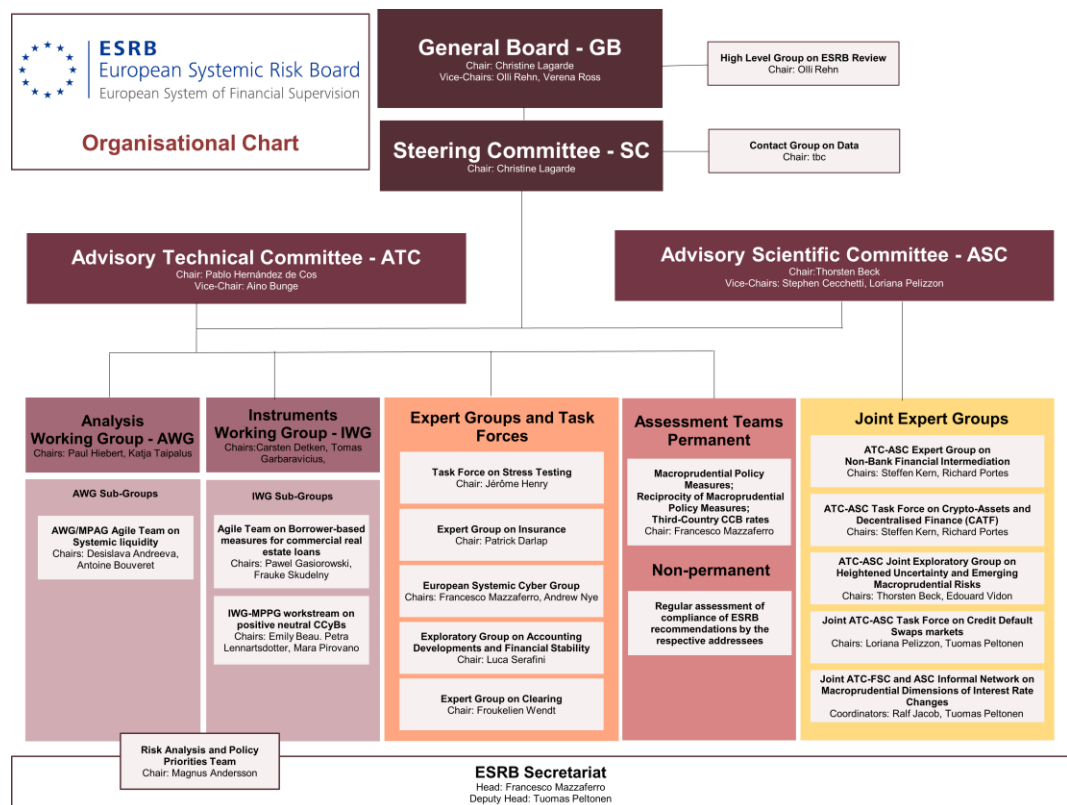 ESRB
European Systemic Risk Board
European System of Financial Supervision
Organisational Chart
General Board - GB
Chair: Christine Lagarde
Vice-Chairs: Olli Rehn, Verena Ross
High Level Group on ESRB Review
Chair: Olli Rehn
Steering Committee - SC
Chair: Christine Lagarde
Contact Group on Data
Chair: tbc
Advisory Technical Committee - ATC
Chair: Pablo Hernández de Cos
Vice-Chair: Aino Bunge
Advisory Scientific Committee - ASC
Chair:Thorsten Beck
Vice-Chairs: Stephen Cecchetti, Loriana Pelizzon
Analysis
Working Group - AWG
Chairs: Paul Hiebert, Katja Taipalus
AWG Sub-Groups
AWG/MPAG Agile Team on
Systemic liquidity
Chairs: Desislava Andreeva,
Antoine Bouveret
Instruments
Working Group - IWG
Chairs:Carsten Detken, Tomas
Garbaravicius,
IWG Sub-Groups
Agile Team on Borrower-based
measures for commercial real
estate loans
Chairs: Pawel Gasiorowski,
Frauke Skudelny
IWG-MPPG workstream on
positive neutral CCyBs
Chairs: Emily Beau. Petra
Lennartsdotter, Mara Pirovano
Expert Groups and Task
Forces
Task Force on Stress Testing
Chair: Jérôme Henry
Expert Group on Insurance
Chair: Patrick Darlap
European Systemic Cyber Group
Chairs: Francesco Mazzaferro, Andrew Nye
Exploratory Group on Accounting
Developments and Financial Stability
Chair: Luca Serafini
Expert Group on Clearing
Chair: Froukelien Wendt
Assessment Teams
Permanent
Macroprudential Policy
Measures;
Reciprocity of Macroprudential
Policy Measures;
Third-Country CCB rates
Chair: Francesco Mazzaferro
Non-permanent
Regular assessment of
compliance of ESRB
recommendations by the
respective addressees
Joint Expert Groups
ATC-ASC Expert Group on
Non-Bank Financial Intermediation
Chairs: Steffen Kern, Richard Portes
ATC-ASC Task Force on Crypto-Assets and
Decentralised Finance (CATF)
Chairs: Steffen Kern, Richard Portes
ATC-ASC Joint Exploratory Group on
Heightened Uncertainty and Emerging
Macroprudential Risks
Chairs: Thorsten Beck, Edouard Vidon
Joint ATC-ASC Task Force on Credit Default
Swaps markets
Chairs: Loriana Pelizzon, Tuomas Peltonen
Joint ATC-FSC and ASC Informal Network on
Macroprudential Dimensions of Interest Rate
Changes
Coordinators: Ralf Jacob, Tuomas Peltonen
Risk Analysis and Policy
Priorities Team
Chair: Magnus Andersson
ESRB Secretariat
Head: Francesco Mazzaferro
Deputy Head: Tuomas Peltonen